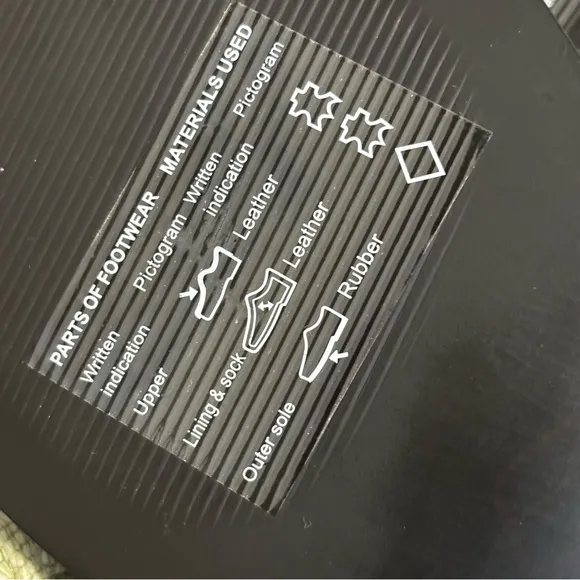 PARTS OF FOOTWEAR MATERIALS USED
Written indication Pictogram Written indication Pictogram
Upper Leather
Lining & sock Leather
Outer sole Rubber